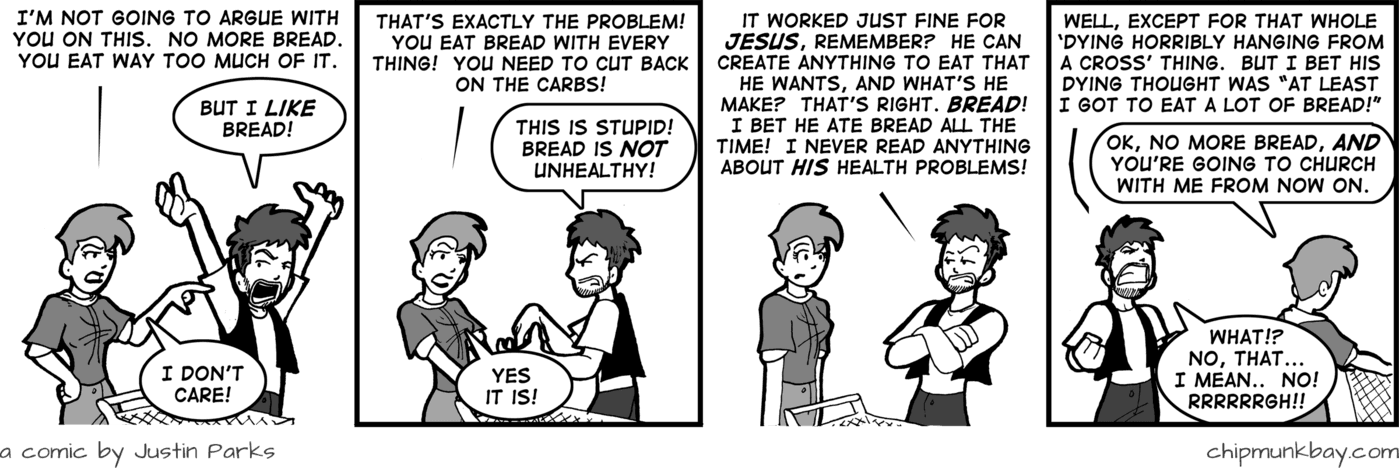 I'M NOT GOING TO ARGUE WITH
YOU ON THIS. NO MORE BREAD.
YOU EAT WAY TOO MUCH OF IT.
BUT I LIKE
BREAD!
I DON'T
CARE!
THAT'S EXACTLY THE PROBLEM!
YOU EAT BREAD WITH EVERY
THING! YOU NEED TO CUT BACK
ON THE CARBS!
THIS IS STUPID!
BREAD IS NOT
UNHEALTHY!
YES
IT IS!
IT WORKED JUST FINE FOR
JESUS, REMEMBER? HE CAN
CREATE ANYTHING TO EAT THAT
HE WANTS, AND WHAT'S HE
MAKE? THAT'S RIGHT. BREAD!
I BET HE ATE BREAD ALL THE
TIME! I NEVER READ ANYTHING
ABOUT HIS HEALTH PROBLEMS!
WELL, EXCEPT FOR THAT WHOLE
'DYING HORRIBLY HANGING FROM
A CROSS' THING. BUT I BET HIS
DYING THOUGHT WAS "AT LEAST
I GOT TO EAT A LOT OF BREAD!"
OK, NO MORE BREAD, AND
YOU'RE GOING TO CHURCH
WITH ME FROM NOW ON.
WHAT!?
NO, THAT...
I MEAN.. NO!
RRRRRRGH!!
a comic by Justin Parks
chipmunkbay.com